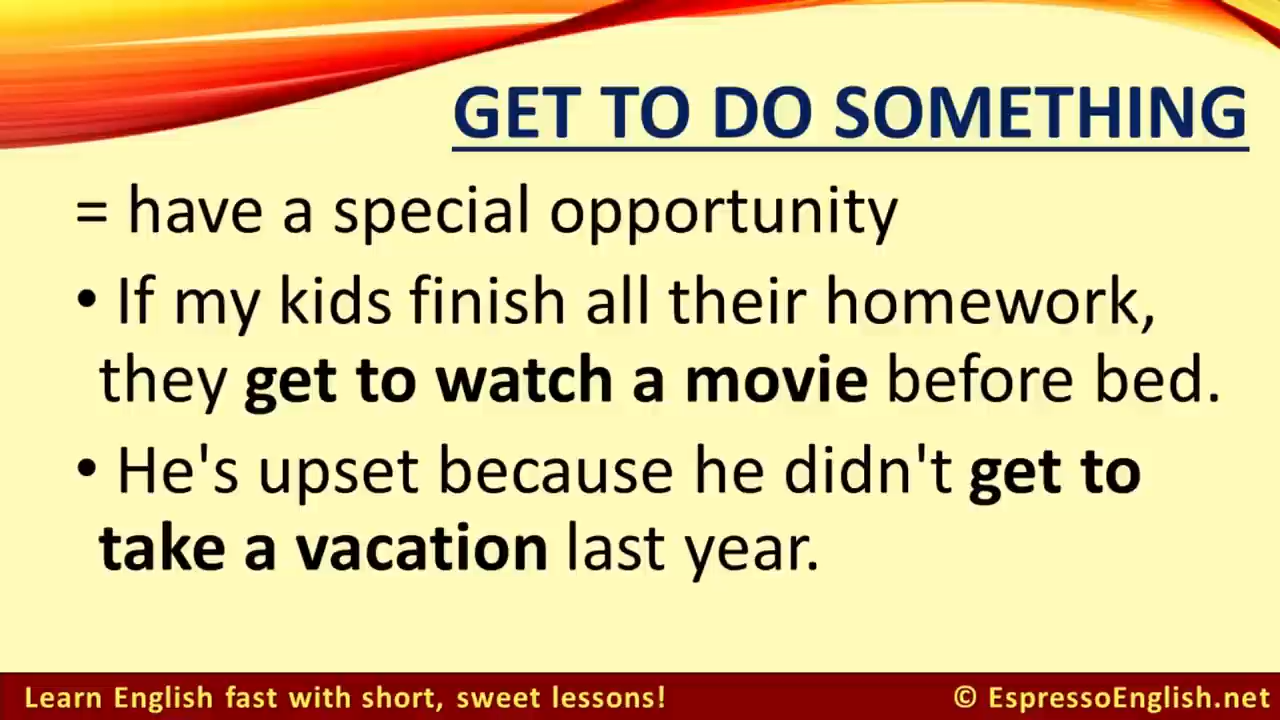 GET TO DO SOMETHING
= have a special opportunity
• If my kids finish all their homework,
they get to watch a movie before bed.
• He's upset because he didn't get to
take a vacation last year.
Learn English fast with short, sweet lessons!
© EspressoEnglish.net